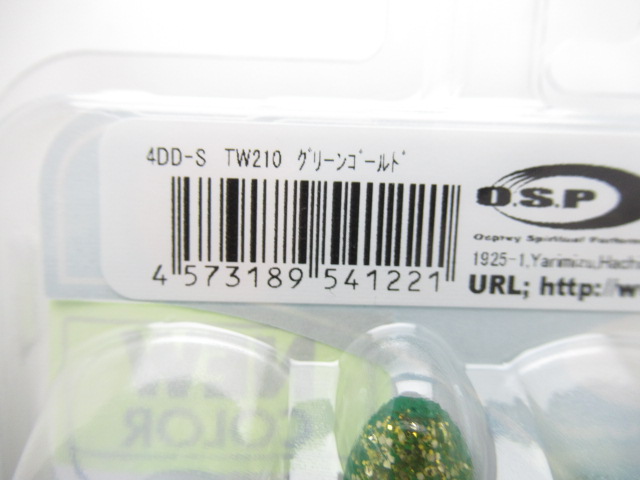 4DD-S TW210 ｸﾞﾘｰﾝｺﾞｰﾙﾄﾞ
4 573189 541221
O.S.P
Osprey Spiritual
1925-1,Yarimizu,Hachi
URL; http://w
NEW
COLOR